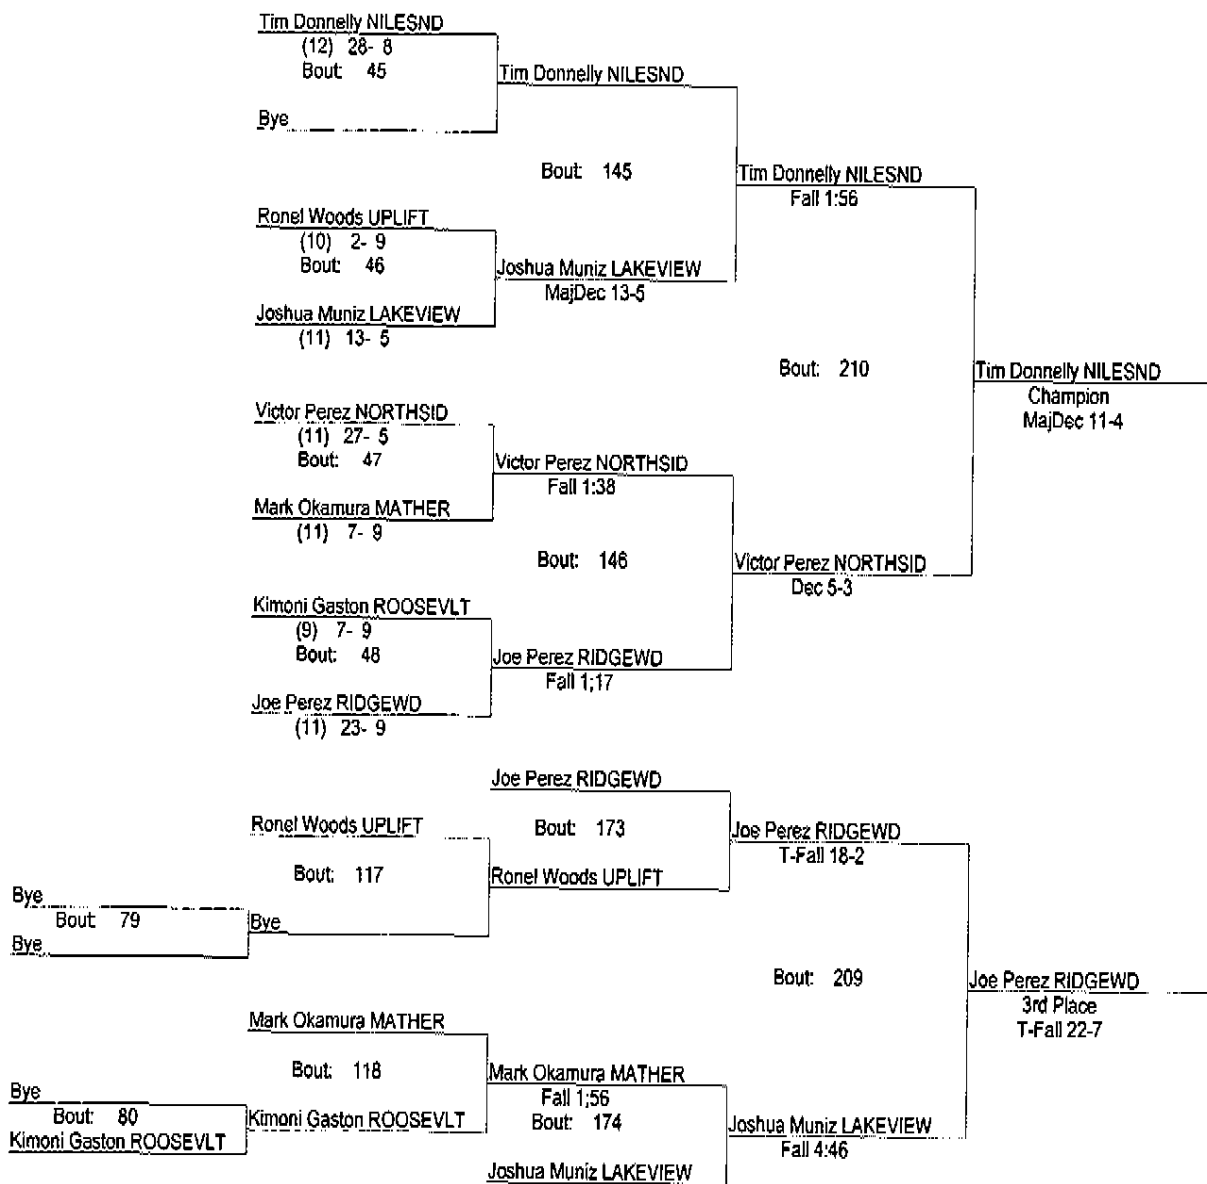 Tim Donnelly NILESND
(12) 28- 8
Bout: 45
Tim Donnelly NILESND
Bye
Bout: 145
Tim Donnelly NILESND
Fall 1:56
Ronel Woods UPLIFT
(10) 2- 9
Bout: 46
Joshua Muniz LAKEVIEW
MajDec 13-5
Joshua Muniz LAKEVIEW
(11) 13- 5
Bout: 210
Tim Donnelly NILESND
Champion
MajDec 11-4
Victor Perez NORTHSID
(11) 27- 5
Bout: 47
Victor Perez NORTHSID
Fall 1:38
Mark Okamura MATHER
(11) 7- 9
Bout: 146
Victor Perez NORTHSID
Dec 5-3
Kimoni Gaston ROOSEVLT
(9) 7- 9
Bout: 48
Joe Perez RIDGEWD
Fall 1;17
Joe Perez RIDGEWD
(11) 23- 9
Joe Perez RIDGEWD
Ronel Woods UPLIFT
Bout: 173
Joe Perez RIDGEWD
T-Fall 18-2
Bout: 117
Ronel Woods UPLIFT
Bye
Bout: 79
Bye
Bye
Bout: 209
Joe Perez RIDGEWD
3rd Place
T-Fall 22-7
Mark Okamura MATHER
Bout: 118
Mark Okamura MATHER
Fall 1;56
Bye
Bout: 80
Kimoni Gaston ROOSEVLT
Bout: 174
Joshua Muniz LAKEVIEW
Fall 4:46
Kimoni Gaston ROOSEVLT
Joshua Muniz LAKEVIEW